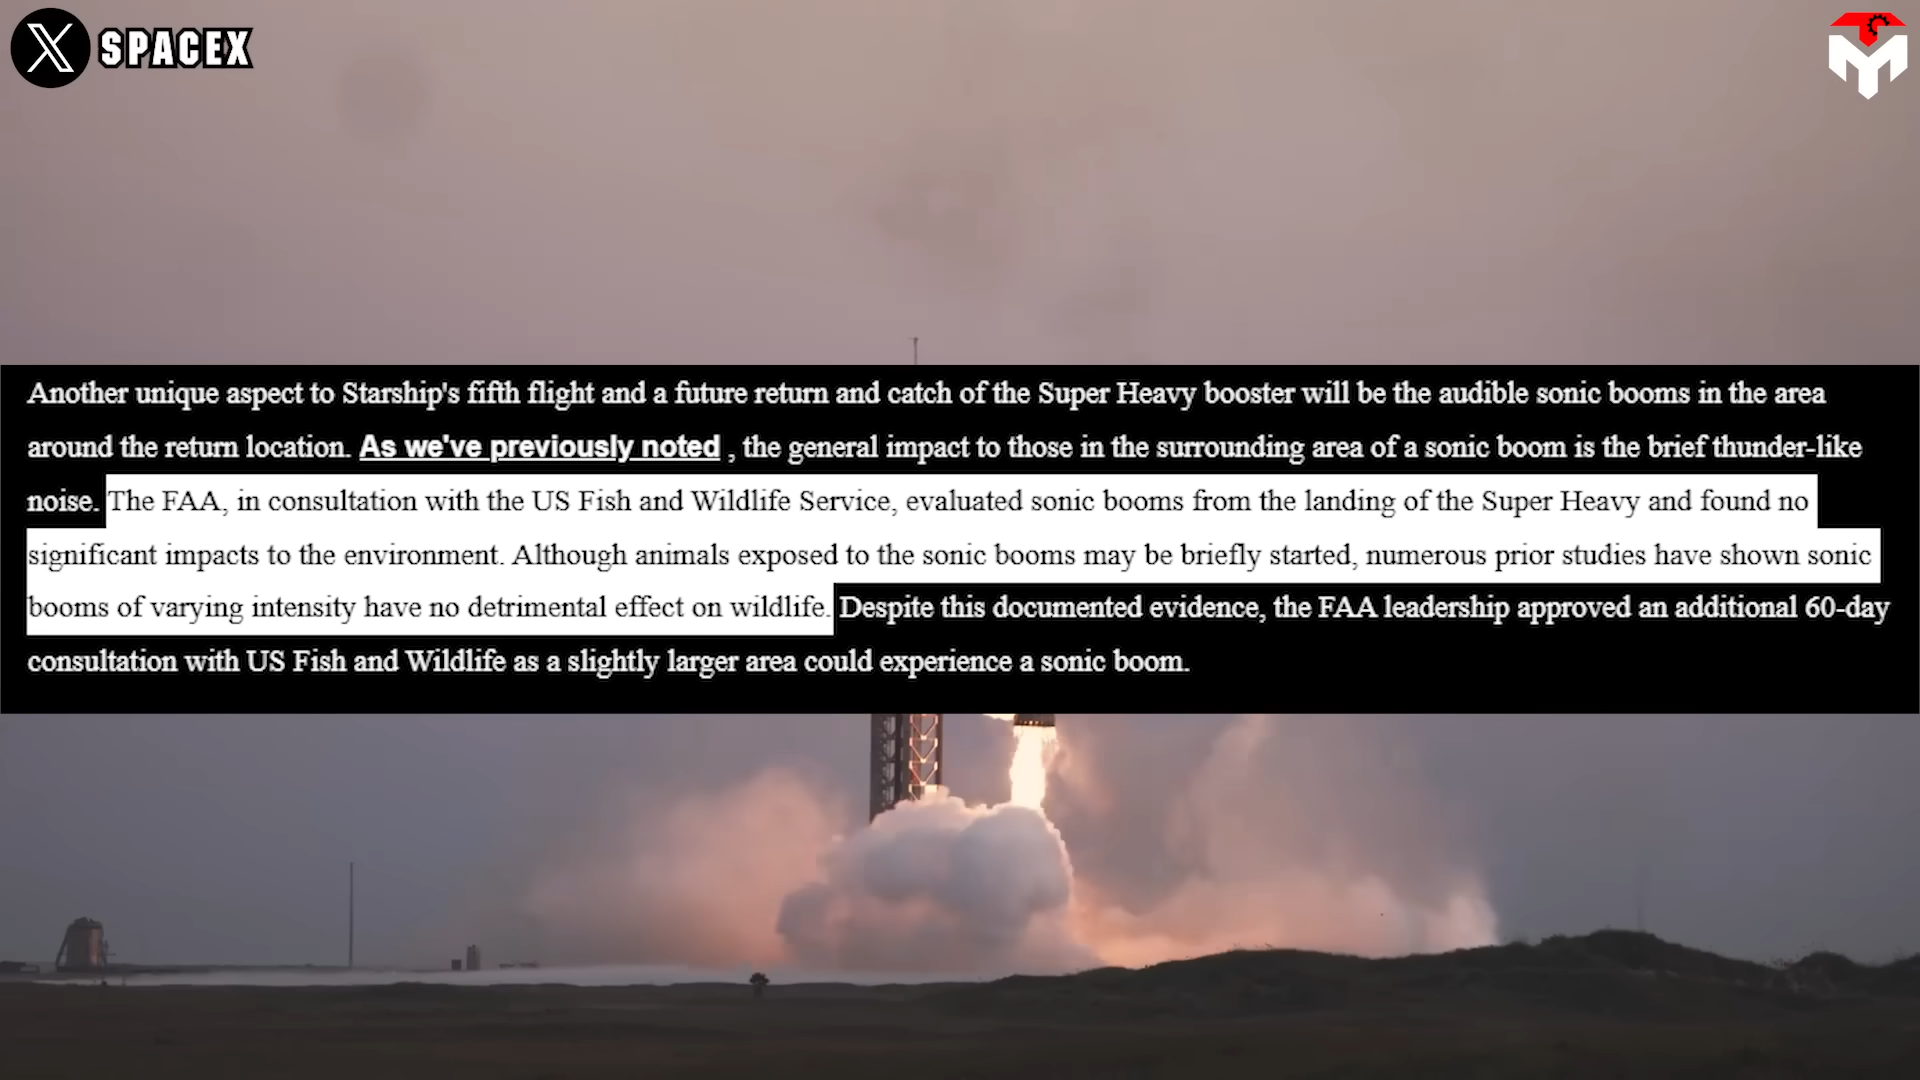 SPACEX
Another unique aspect to Starship's fifth flight and a future return and catch of the Super Heavy booster will be the audible sonic booms in the area
around the return location. As we've previously noted , the general impact to those in the surrounding area of a sonic boom is the brief thunder-like
noise. The FAA, in consultation with the US Fish and Wildlife Service, evaluated sonic booms from the landing of the Super Heavy and found no
significant impacts to the environment. Although animals exposed to the sonic booms may be briefly started, numerous prior studies have shown sonic
booms of varying intensity have no detrimental effect on wildlife. Despite this documented evidence, the FAA leadership approved an additional 60-day
consultation with US Fish and Wildlife as a slightly larger area could experience a sonic boom.